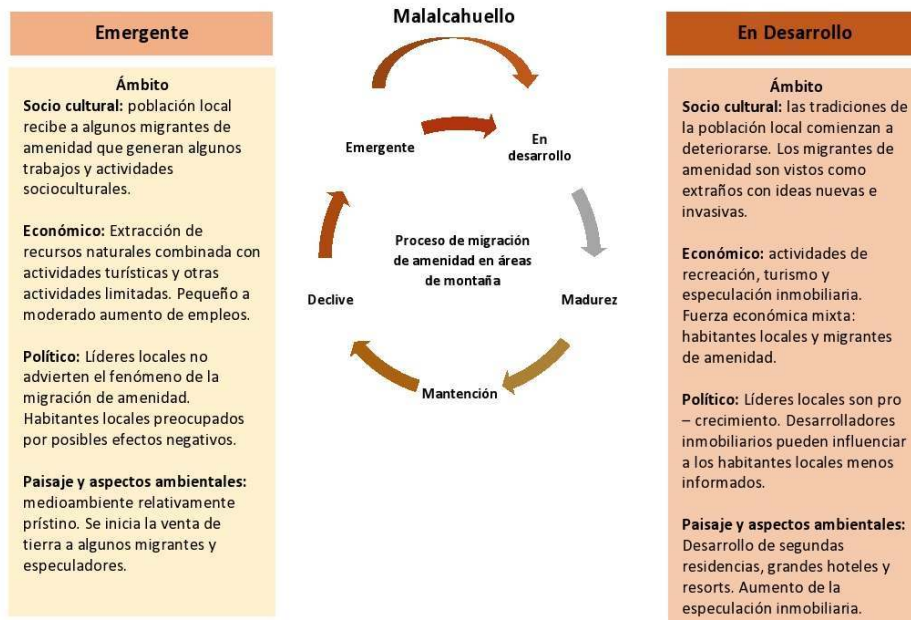 Emergente
Ámbito
Socio cultural: población local
recibe a algunos migrantes de
amenidad que generan algunos
trabajos y actividades
socioculturales.
Económico: Extracción de
recursos naturales combinada con
actividades turísticas y otras
actividades limitadas. Pequeño a
moderado aumento de empleos.
Político: Líderes locales no
advierten el fenómeno de la
migración de amenidad.
Habitantes locales preocupados
por posibles efectos negativos.
Paisaje y aspectos ambientales:
medioambiente relativamente
prístino. Se inicia la venta de
tierra a algunos migrantes y
especuladores.
Malalcahuello
Emergente
En
desarrollo
Proceso de migración
de amenidad en áreas
de montaña
Declive
Madurez
Mantención
En Desarrollo
Ámbito
Socio cultural: las tradiciones de
la población local comienzan a
deteriorarse. Los migrantes de
amenidad son vistos como
extraños con ideas nuevas e
invasivas.
Económico: actividades de
recreación, turismo y
especulación inmobiliaria.
Fuerza económica mixta:
habitantes locales y migrantes
de amenidad.
Político: Líderes locales son pro
– crecimiento. Desarrolladores
inmobiliarios pueden influenciar
a los habitantes locales menos
informados.
Paisaje y aspectos ambientales:
Desarrollo de segundas
residencias, grandes hoteles y
resorts. Aumento de la
especulación inmobiliaria.